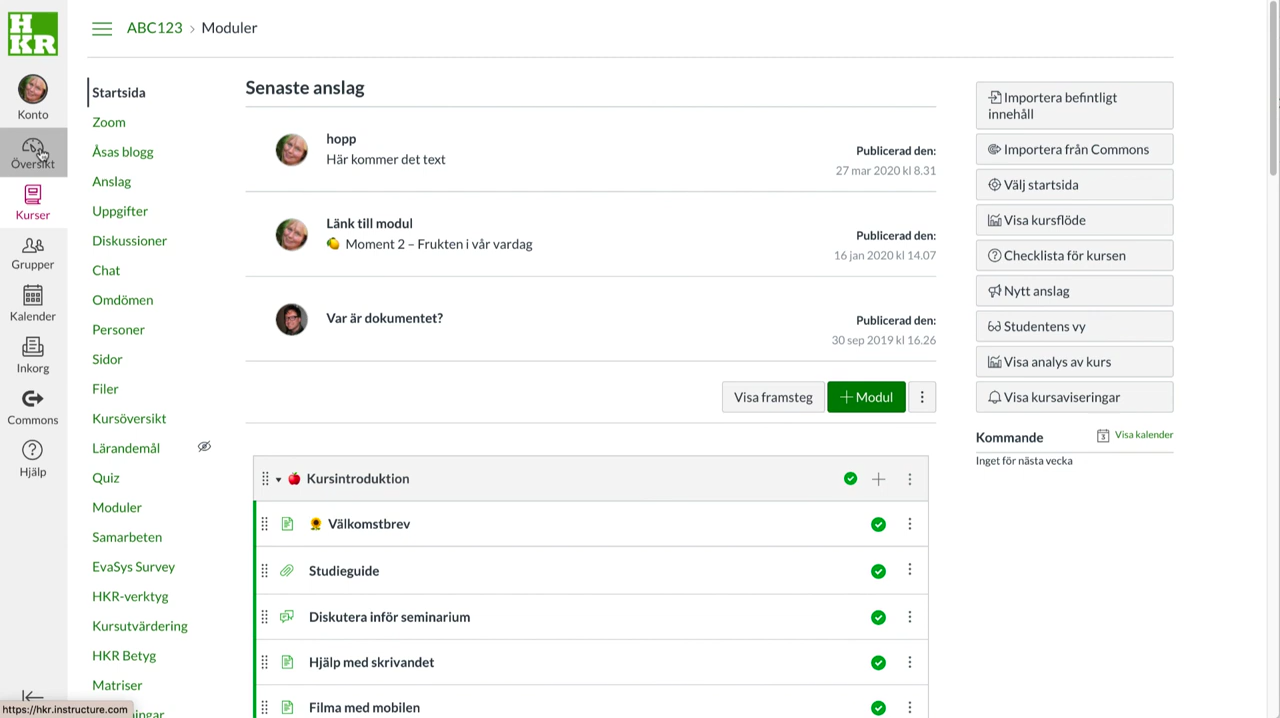 HKR
ABC123 › Moduler
Konto
Översikt
Kurser
Grupper
Kalender
Inkorg
Commons
Hjälp
Startsida
Zoom
Åsas blogg
Anslag
Uppgifter
Diskussioner
Chat
Omdömen
Personer
Sidor
Filer
Kursöversikt
Lärandemål
Quiz
Moduler
Samarbeten
EvaSys Survey
HKR-verktyg
Kursutvärdering
HKR Betyg
Matriser
Senaste anslag
hopp
Här kommer det text
Publicerad den:
27 mar 2020 kl 8.31
Länk till modul
Moment 2 – Frukten i vår vardag
Publicerad den:
16 jan 2020 kl 14.07
Var är dokumentet?
Publicerad den:
30 sep 2019 kl 16.26
Visa framsteg
Modul
Kursintroduktion
Välkomstbrev
Studieguide
Diskutera inför seminarium
Hjälp med skrivandet
Filma med mobilen
Importera befintligt
innehåll
Importera från Commons
Välj startsida
Visa kursflöde
Checklista för kursen
Nytt anslag
Studentens vy
Visa analys av kurs
Visa kursaviseringar
Kommande
Visa kalender
Inget för nästa vecka
https://hkr.instructure.com